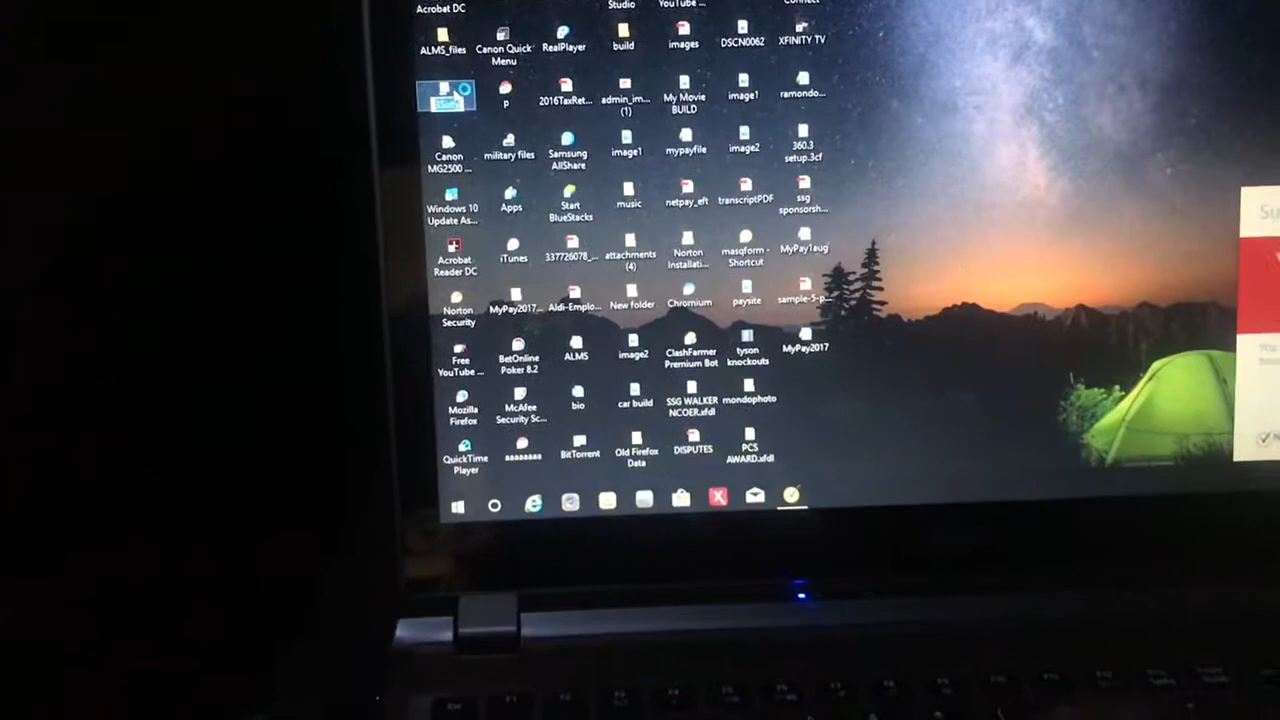 Acrobat DC
Studio
YouTube ...
Connect
ALMS_files
Canon Quick
Menu
RealPlayer
build
images
DSCN0062
XFINITY TV
p
2016TaxRet...
admin_im...
(1)
My Movie
BUILD
image1
ramondo...
Canon
MG2500 ...
military files
Samsung
AllShare
image1
mypayfile
image2
360.3
setup.3cf
Windows 10
Update As...
Apps
Start
BlueStacks
music
netpay_eft
transcriptPDF
ssg
sponsorsh...
Acrobat
Reader DC
iTunes
337726078_...
attachments
(4)
Norton
Installati...
masqform -
Shortcut
MyPay1aug
Norton
Security
MyPay2017...
Aldi-Emplo...
New folder
Chromium
paysite
sample-5-p...
Free
YouTube ...
BetOnline
Poker 8.2
ALMS
image2
ClashFarmer
Premium Bot
tyson
knockouts
MyPay2017
Mozilla
Firefox
McAfee
Security Sc...
bio
car build
SSG WALKER
NCOER.xfdl
mondophoto
QuickTime
Player
aaaaaaaa
BitTorrent
Old Firefox
Data
DISPUTES
PCS
AWARD.xfdl